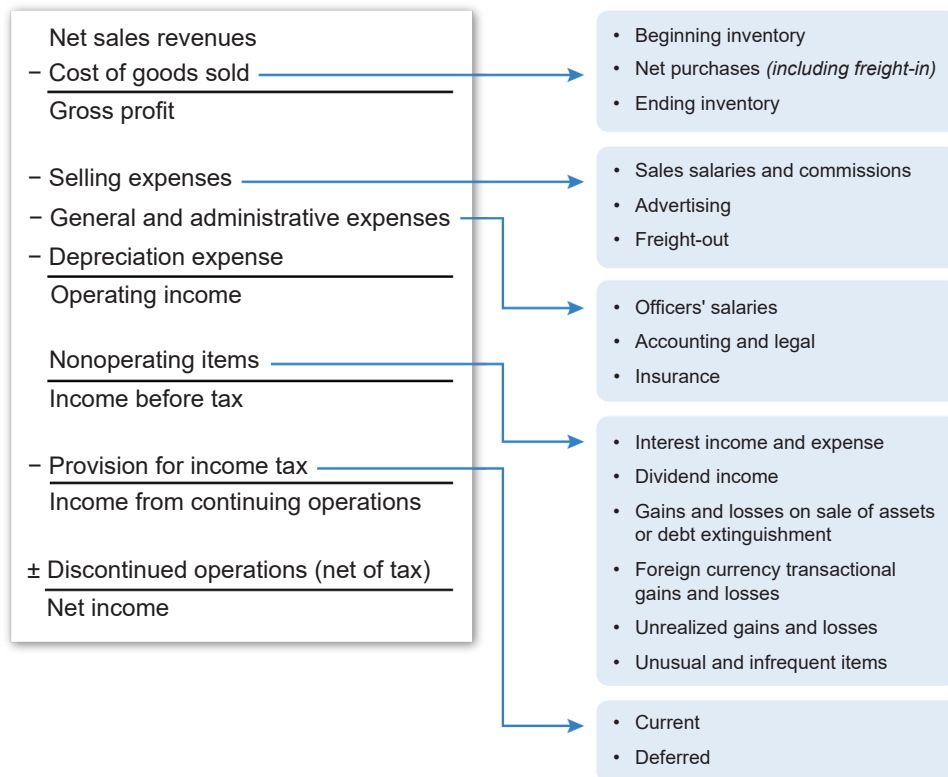 Net sales revenues
− Cost of goods sold
Gross profit
− Selling expenses
− General and administrative expenses
− Depreciation expense
Operating income
Nonoperating items
Income before tax
− Provision for income tax
Income from continuing operations
± Discontinued operations (net of tax)
Net income
• Beginning inventory
• Net purchases (including freight-in)
• Ending inventory
• Sales salaries and commissions
• Advertising
• Freight-out
• Officers' salaries
• Accounting and legal
• Insurance
• Interest income and expense
• Dividend income
• Gains and losses on sale of assets
or debt extinguishment
• Foreign currency transactional
gains and losses
• Unrealized gains and losses
• Unusual and infrequent items
• Current
• Deferred